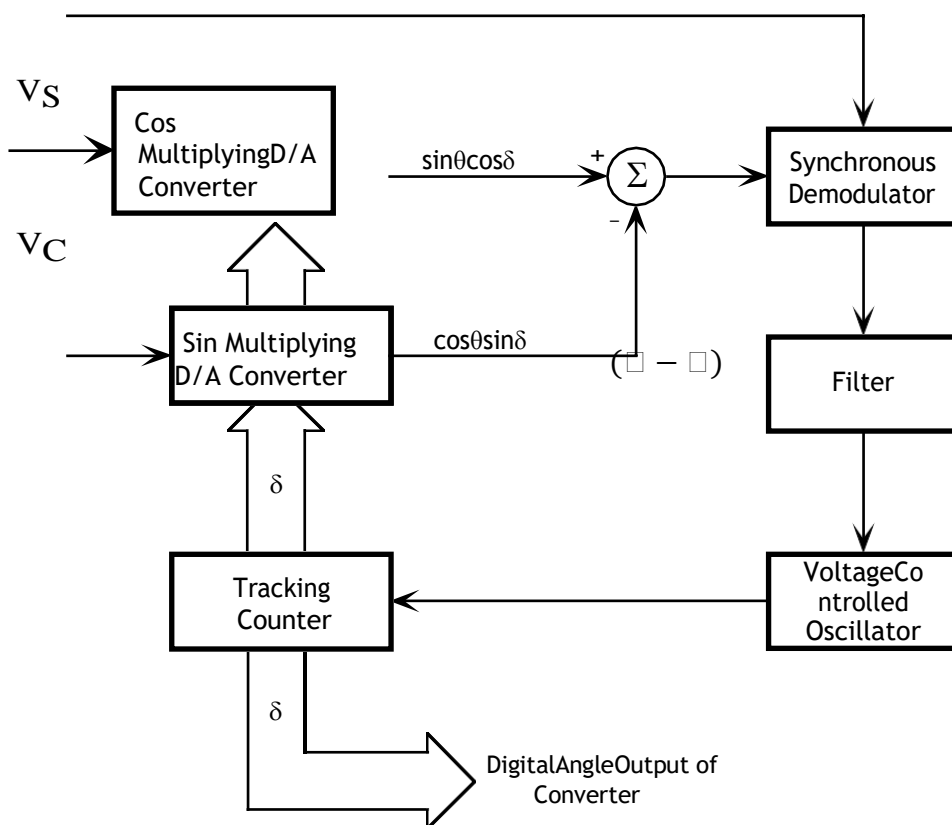 VS
Cos
MultiplyingD/A
Converter
sinθcosδ
+
Σ
-
Synchronous
Demodulator
VC
Sin Multiplying
D/A Converter
cosθsinδ
(□ − □)
Filter
δ
Tracking
Counter
VoltageCo
ntrolled
Oscillator
δ
DigitalAngleOutput of
Converter